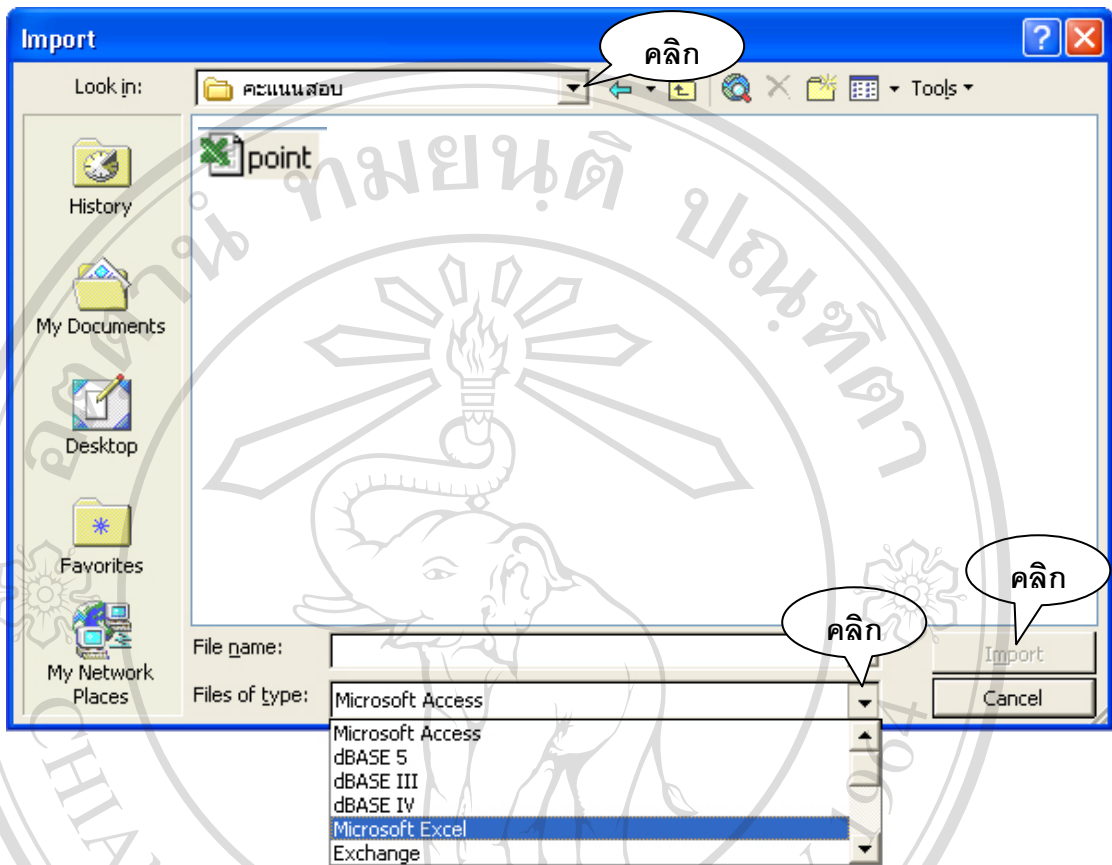 Import
คลิก
Look in:
คะแนนสอบ
Tools
point
History
My Documents
Desktop
Favorites
My Network
Places
คลิก
คลิก
File name:
Import
Files of type:
Microsoft Access
Cancel
Microsoft Access
dBASE 5
dBASE III
dBASE IV
Microsoft Excel
Exchange